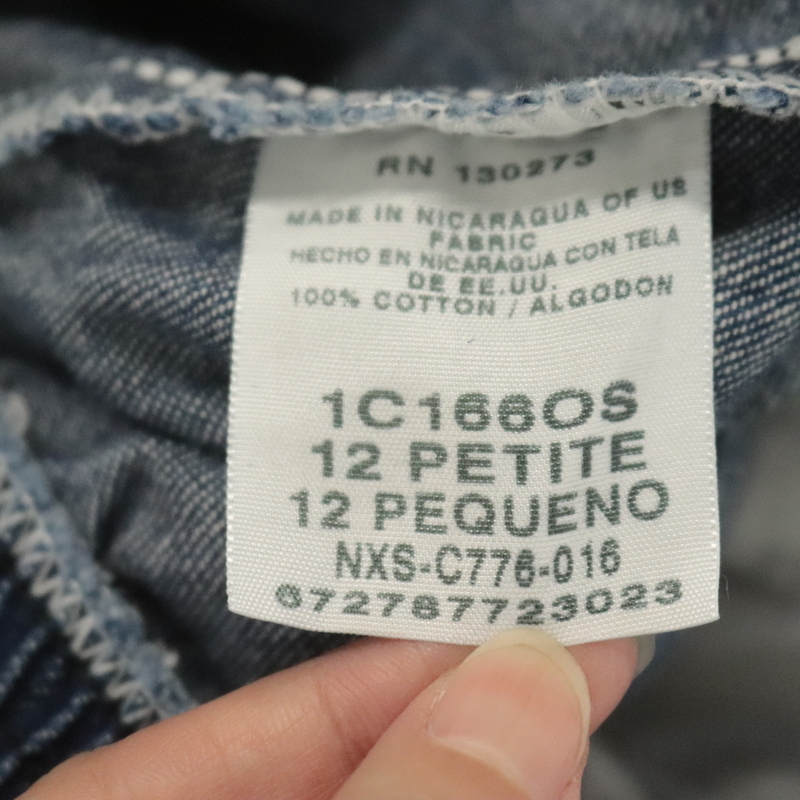 RN 130273
MADE IN NICARAGUA OF US
FABRIC
HECHO EN NICARAGUA CON TELA
DE EE.UU.
100% COTTON / ALGODON
1C166OS
12 PETITE
12 PEQUENO
NXS-C776-016
672787723023